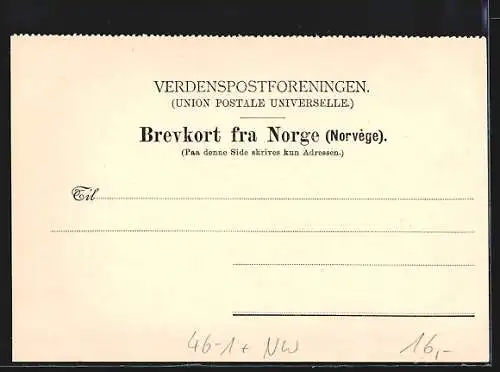 VERDENSPOSTFORENINGEN.
(UNION POSTALE UNIVERSELLE.)
Brevkort fra Norge (Norvège).
(Paa denne Side skrives kun Adressen.)
Til
46-1+ NW 16,-